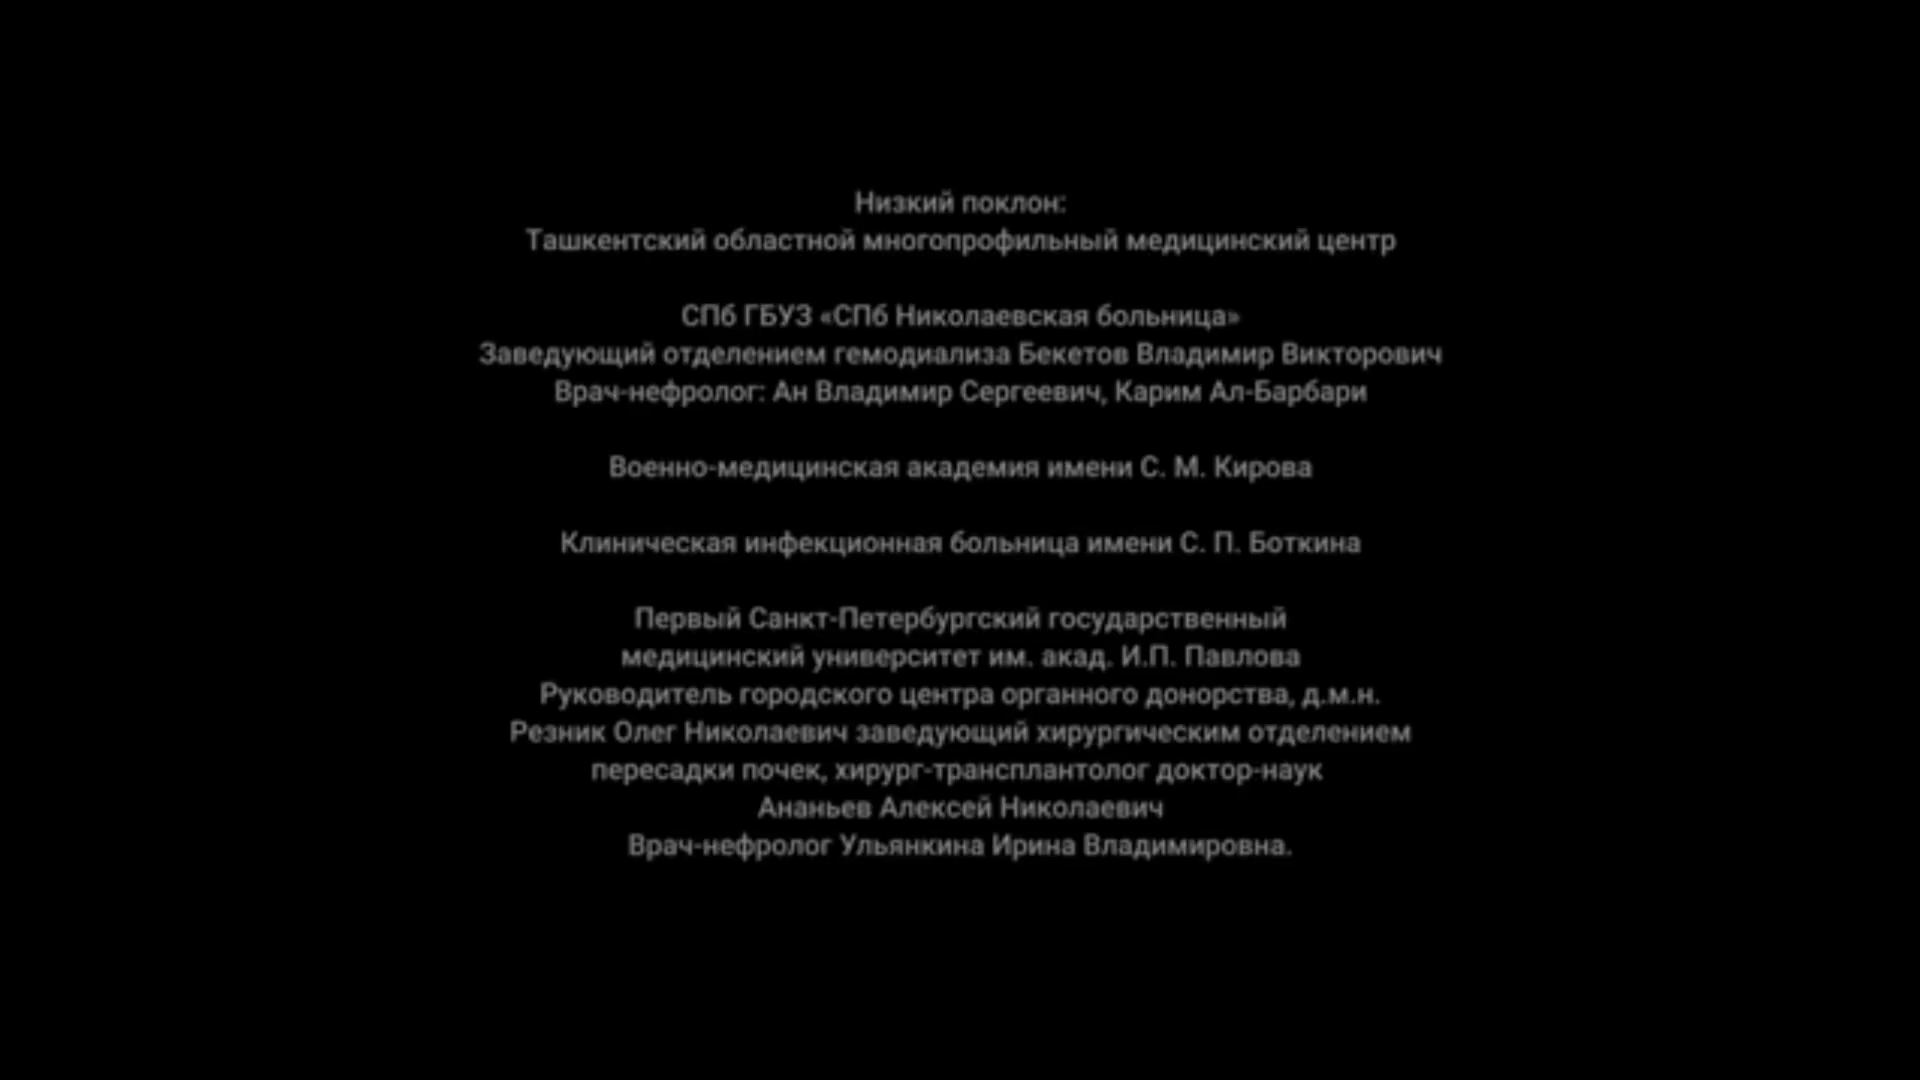 Низкий поклон:
Ташкентский областной многопрофильный медицинский центр
СПб ГБУЗ «СПб Николаевская больница»
Заведующий отделением гемодиализа Бекетов Владимир Викторович
Врач-нефролог: Ан Владимир Сергеевич, Карим Ал-Барбари
Военно-медицинская академия имени С. М. Кирова
Клиническая инфекционная больница имени С. П. Боткина
Первый Санкт-Петербургский государственный
медицинский университет им. акад. И.П. Павлова
Руководитель городского центра органного донорства, д.м.н.
Резник Олег Николаевич заведующий хирургическим отделением
пересадки почек, хирург-трансплантолог доктор-наук
Ананьев Алексей Николаевич
Врач-нефролог Ульянкина Ирина Владимировна.